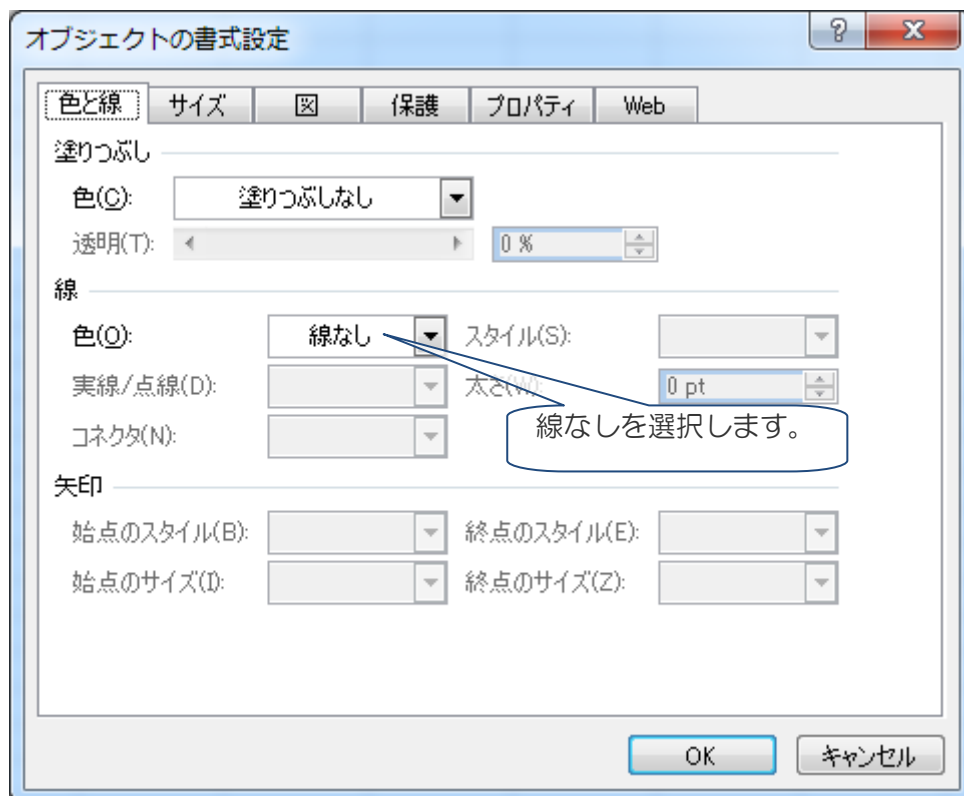 オブジェクトの書式設定
色と線 サイズ 図 保護 プロパティ Web
塗りつぶし
色(C): 塗りつぶしなし
透明(T): 0 %
線
色(O): 線なし スタイル(S):
実線/点線(D): 太さ(W): 0 pt
コネクタ(N): 線なしを選択します。
矢印
始点のスタイル(B): 終点のスタイル(E):
始点のサイズ(I): 終点のサイズ(Z):
OK キャンセル